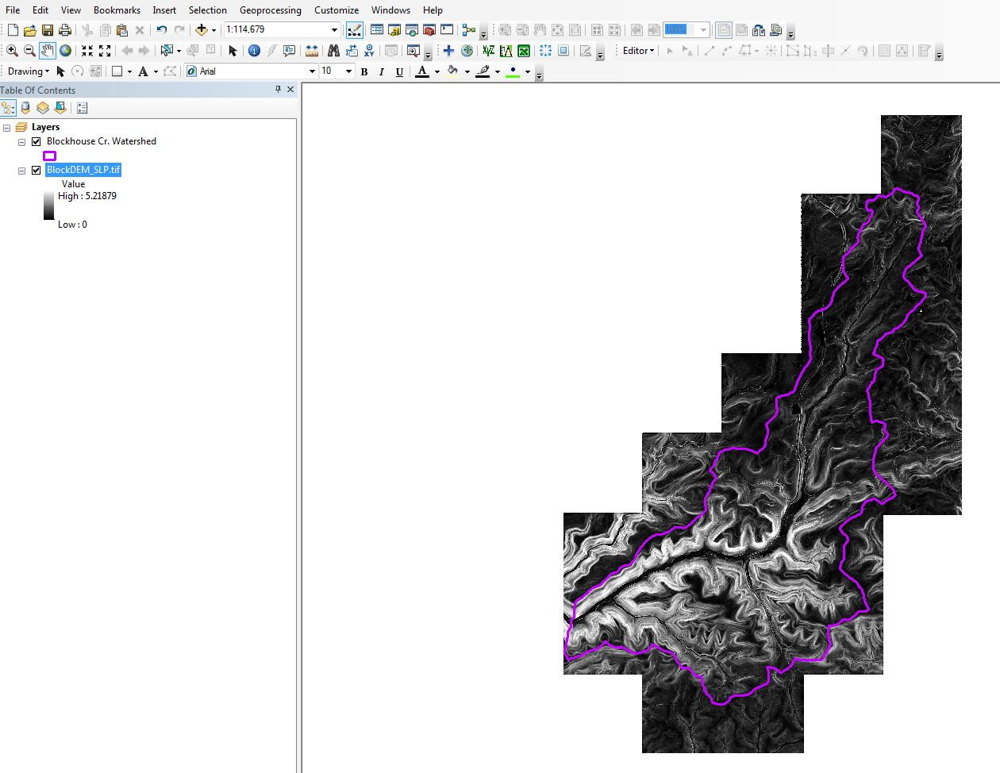 File Edit View Bookmarks Insert Selection Geoprocessing Customize Windows Help
1:114,679 100%
Editor
Drawing A Arial 10 B I U A
Table Of Contents
Layers
Blockhouse Cr. Watershed
BlockDEM_SLP.tif
Value
High : 5.21879
Low : 0